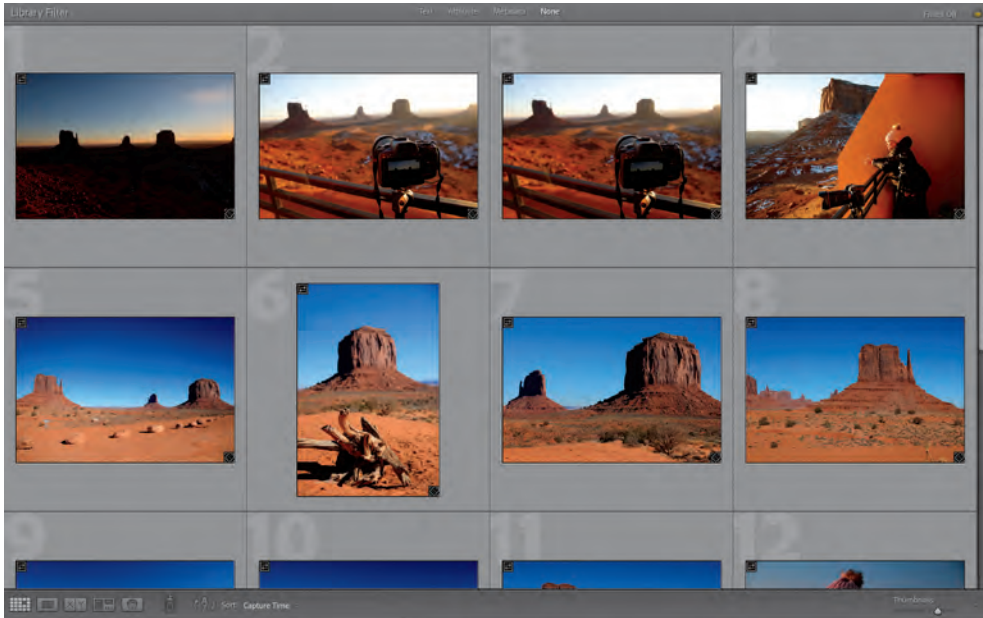 Library Filter : Text Attribute Metadata None Filters Off
1 2 3 4
5 6 7 8
9 10 11 12
Sort: Capture Time Thumbnails